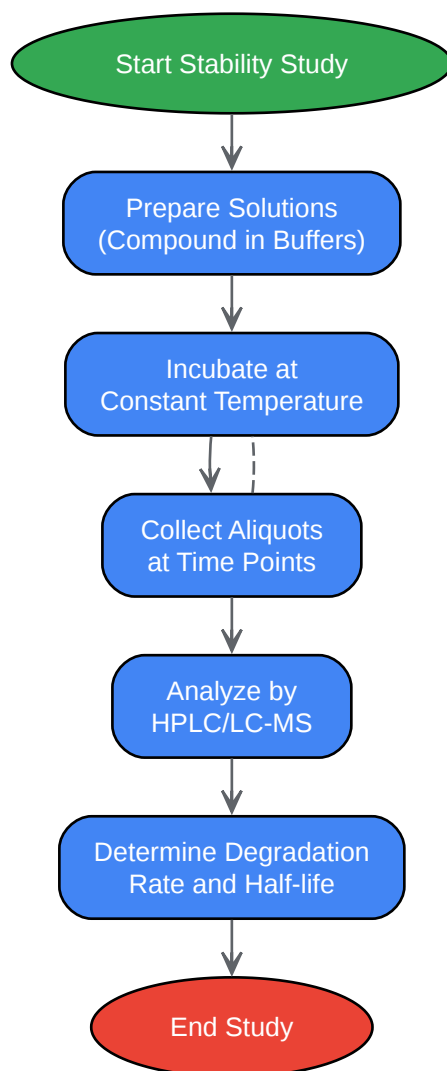 Start Stability Study
Prepare Solutions
(Compound in Buffers)
Incubate at
Constant Temperature
Collect Aliquots
at Time Points
Analyze by
HPLC/LC-MS
Determine Degradation
Rate and Half-life
End Study